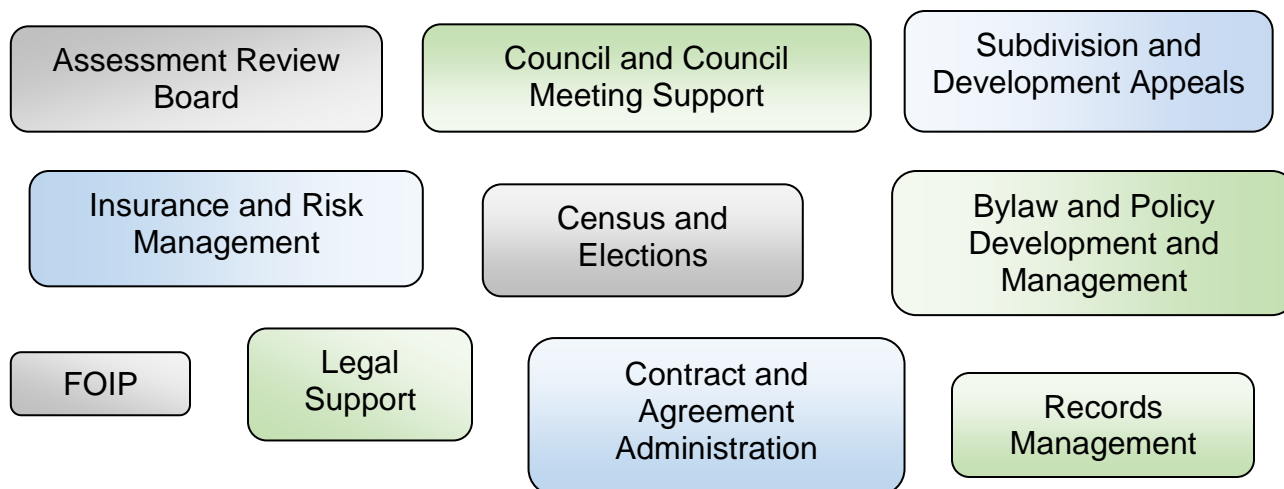 Assessment Review
Board
Council and Council
Meeting Support
Subdivision and
Development Appeals
Insurance and Risk
Management
Census and
Elections
Bylaw and Policy
Development and
Management
FOIP
Legal
Support
Contract and
Agreement
Administration
Records
Management